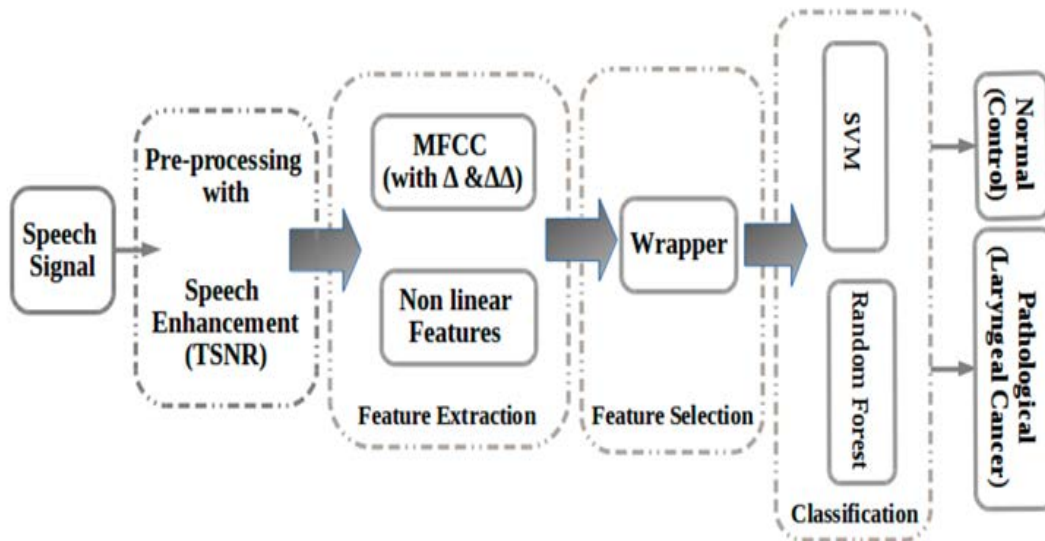 Speech
Signal
Pre-processing
with
Speech
Enhancement
(TSNR)
MFCC
(with Δ &ΔΔ)
Non linear
Features
Feature Extraction
Wrapper
Feature Selection
SVM
Random Forest
Classification
Normal
(Control)
Pathological
(Laryngeal Cancer)